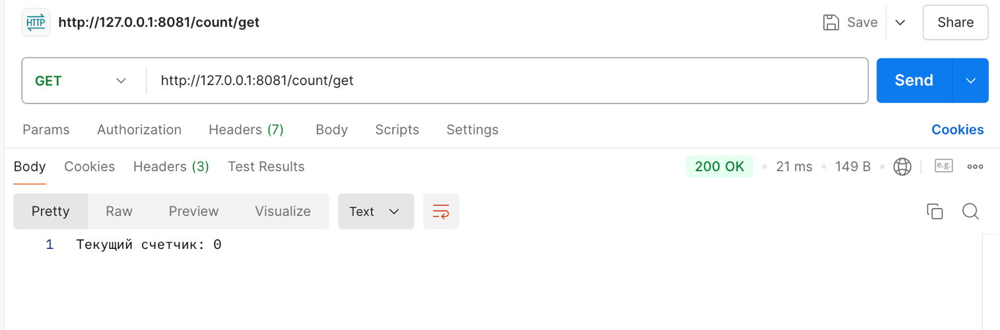 HTTP http://127.0.0.1:8081/count/get Save Share
GET http://127.0.0.1:8081/count/get Send
Params Authorization Headers (7) Body Scripts Settings Cookies
Body Cookies Headers (3) Test Results 200 OK • 21 ms • 149 B • e.g.
Pretty Raw Preview Visualize Text
1 Текущий счетчик: 0